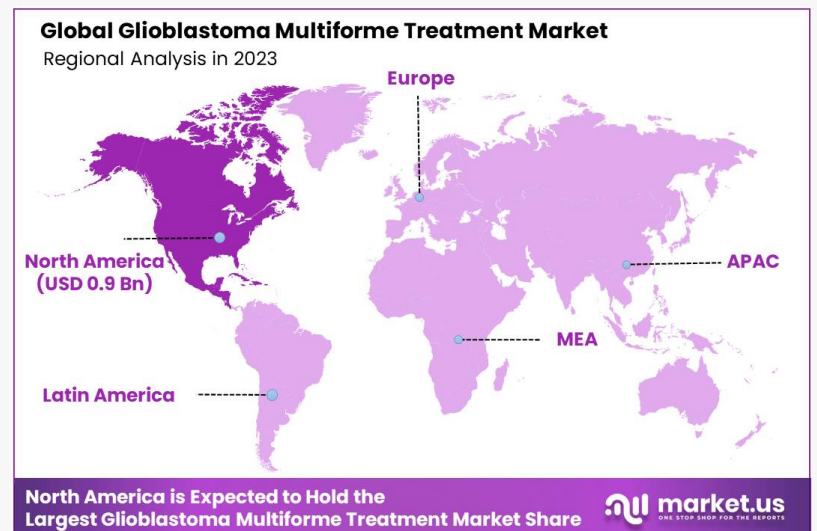 Global Glioblastoma Multiforme Treatment Market
Regional Analysis in 2023
Europe
North America
(USD 0.9 Bn)
APAC
MEA
Latin America
North America is Expected to Hold the
Largest Glioblastoma Multiforme Treatment Market Share
market.us
ONE STOP SHOP FOR THE REPORTS